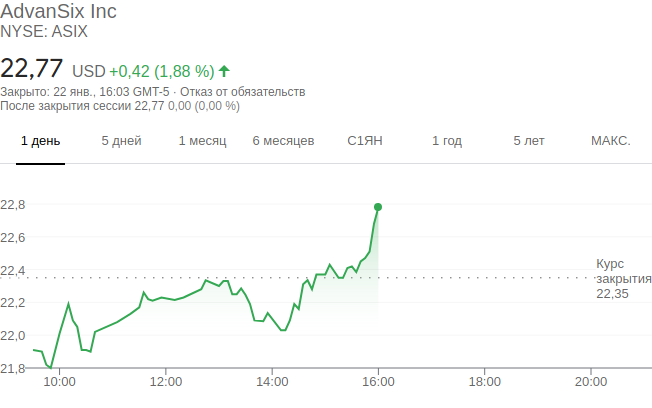 AdvanSix Inc
NYSE: ASIX
22,77 USD +0,42 (1,88 %)
Закрыто: 22 янв., 16:03 GMT-5 · Отказ от обязательств
После закрытия сессии 22,77 0,00 (0,00 %)
1 день 5 дней 1 месяц 6 месяцев С1ЯН 1 год 5 лет МАКС.
22,8
22,6
22,4
22,2
22,0
21,8
Курс
закрытия
22,35
10:00 12:00 14:00 16:00 18:00 20:00